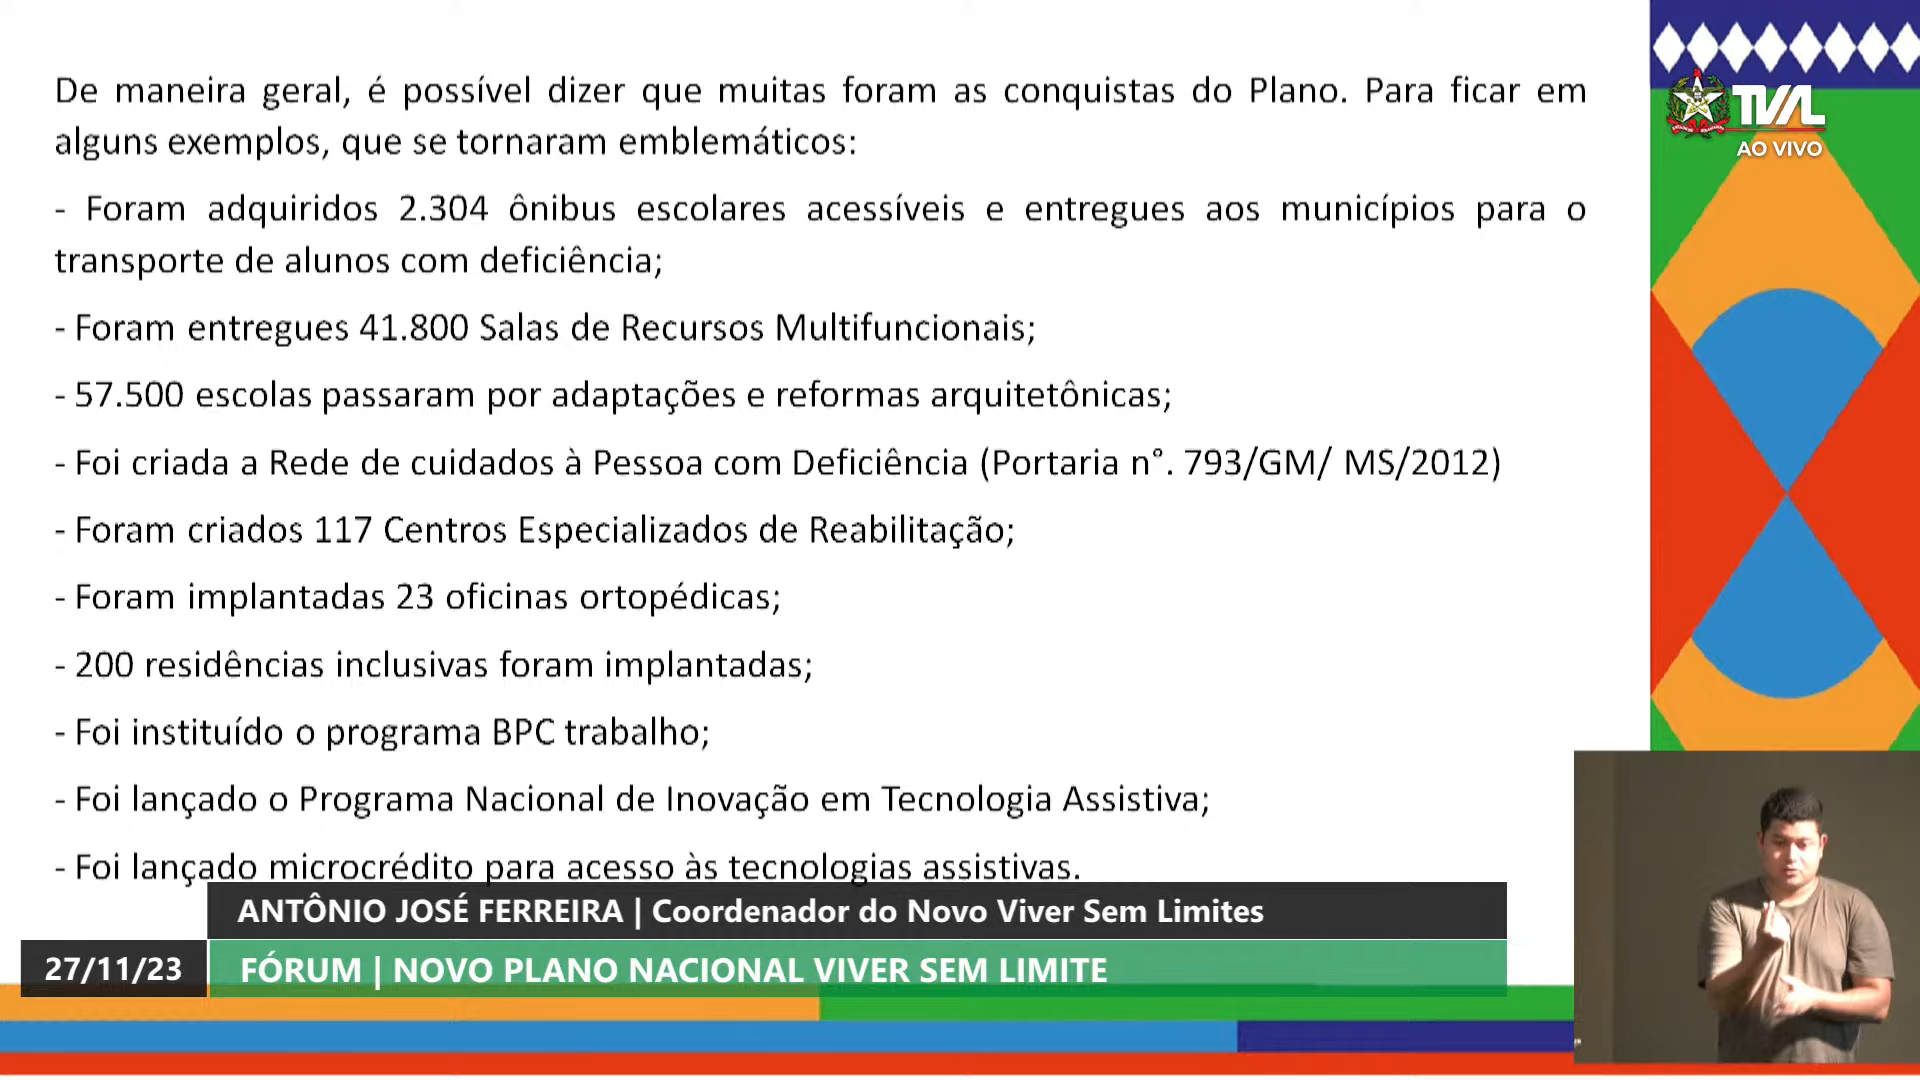 De maneira geral, é possível dizer que muitas foram as conquistas do Plano. Para ficar em
alguns exemplos, que se tornaram emblemáticos:
- Foram adquiridos 2.304 ônibus escolares acessíveis e entregues aos municípios para o
transporte de alunos com deficiência;
- Foram entregues 41.800 Salas de Recursos Multifuncionais;
- 57.500 escolas passaram por adaptações e reformas arquitetônicas;
- Foi criada a Rede de cuidados à Pessoa com Deficiência (Portaria n°. 793/GM/ MS/2012)
- Foram criados 117 Centros Especializados de Reabilitação;
- Foram implantadas 23 oficinas ortopédicas;
- 200 residências inclusivas foram implantadas;
- Foi instituído o programa BPC trabalho;
- Foi lançado o Programa Nacional de Inovação em Tecnologia Assistiva;
- Foi lançado microcrédito para acesso às tecnologias assistivas.
TVAL
AO VIVO
ANTÔNIO JOSÉ FERREIRA | Coordenador do Novo Viver Sem Limites
27/11/23
FÓRUM | NOVO PLANO NACIONAL VIVER SEM LIMITE